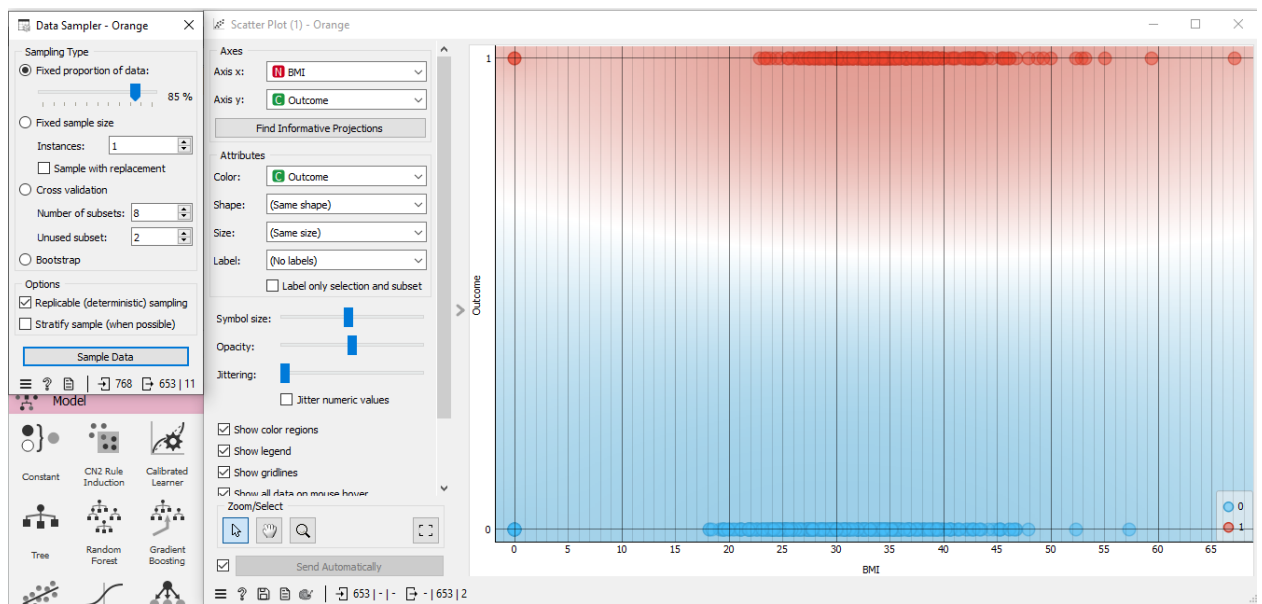 Data Sampler - Orange
Sampling Type
Fixed proportion of data:
85 %
Fixed sample size
Instances: 1
Sample with replacement
Cross validation
Number of subsets: 8
Unused subset: 2
Bootstrap
Options
Replicable (deterministic) sampling
Stratify sample (when possible)
Sample Data
768 653 | 11
Model
Constant
CN2 Rule
Induction
Calibrated
Learner
Tree
Random
Forest
Gradient
Boosting
Scatter Plot (1) - Orange
Axes
Axis x: N BMI
Axis y: C Outcome
Find Informative Projections
Attributes
Color: C Outcome
Shape: (Same shape)
Size: (Same size)
Label: (No labels)
Label only selection and subset
Symbol size:
Opacity:
Jittering:
Jitter numeric values
Show color regions
Show legend
Show gridlines
Show all data on mouse hover
Zoom/Select
Send Automatically
653 | - | - - | 653 | 2
1
Outcome
0
0 5 10 15 20 25 30 35 40 45 50 55 60 65
BMI
0
1